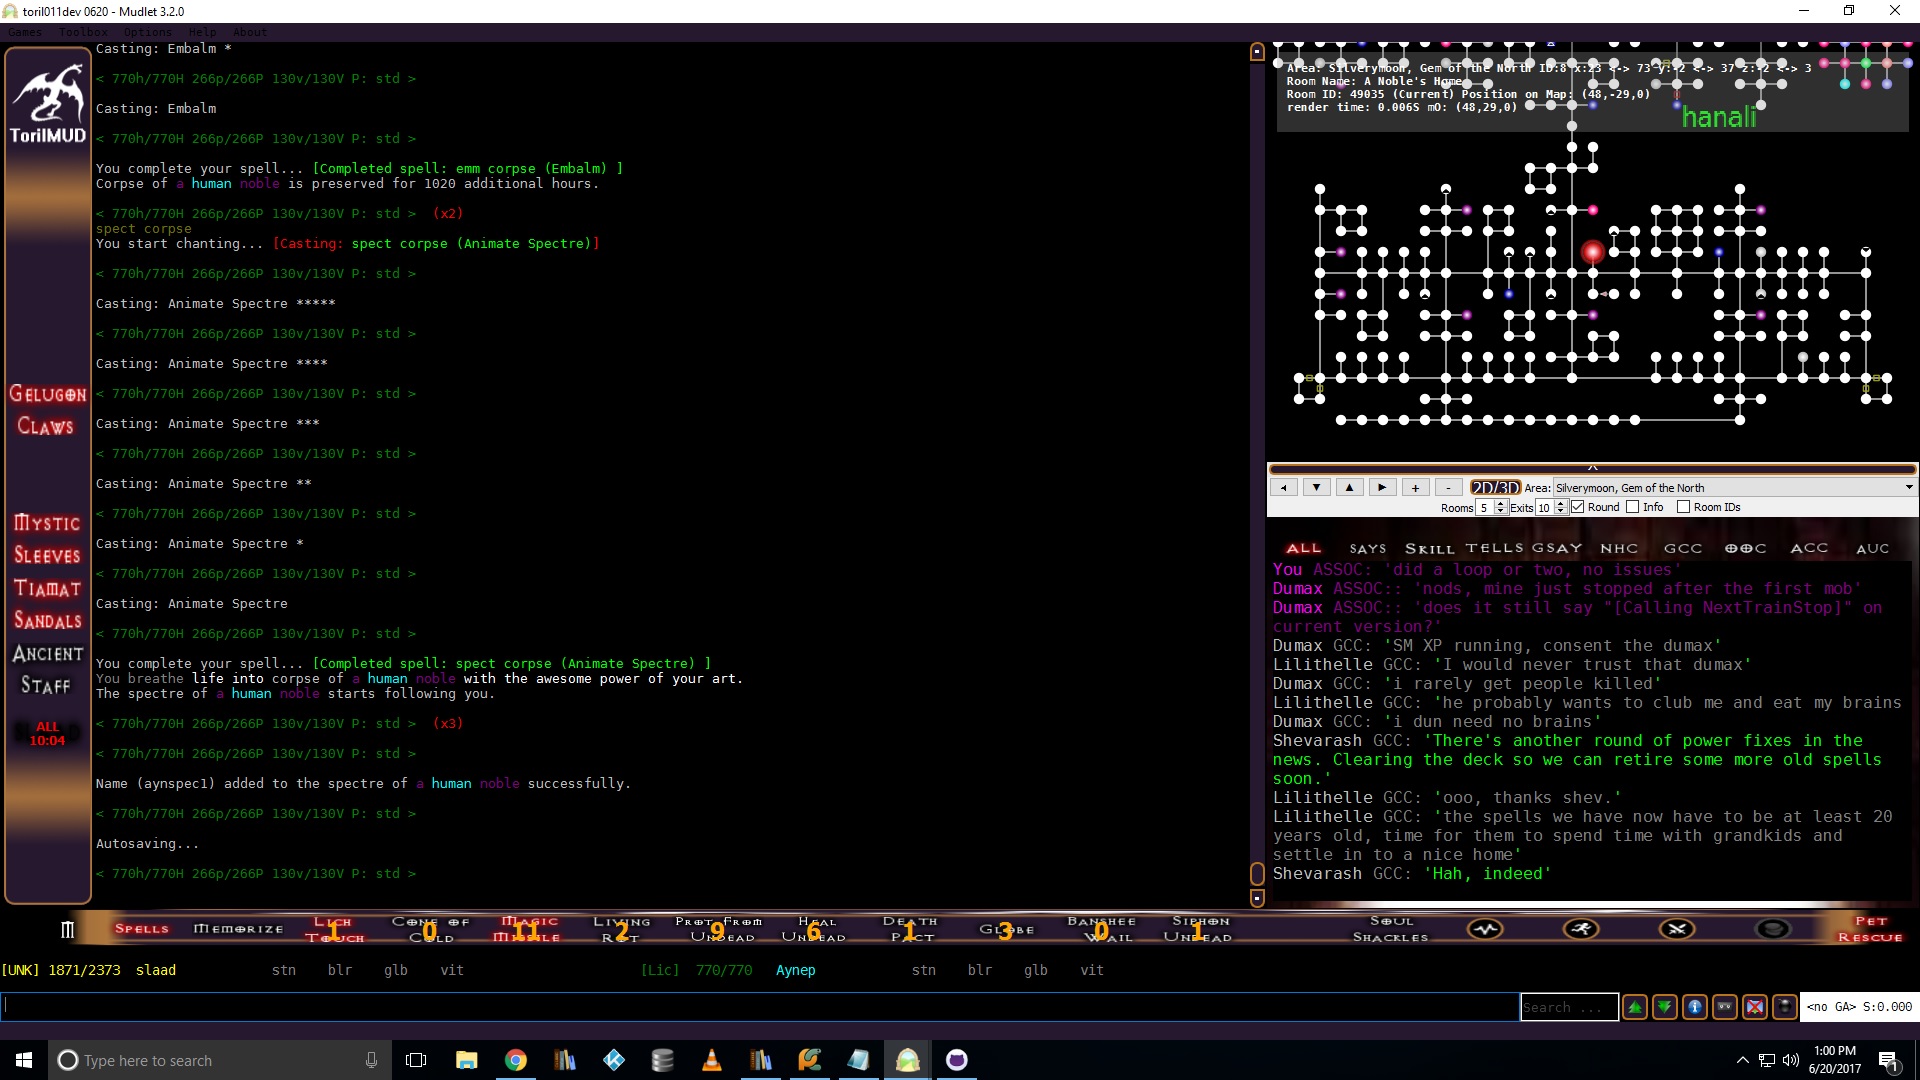 toril011dev 0620 - Mudlet 3.2.0
Games Toolbox Options Help About
TorilMUD
Gelugon
Claws
Mystic
Sleeves
Tiamat
Sandals
Ancient
Staff
ALL
10:04
Casting: Embalm *
< 770h/770H 266p/266P 130v/130V P: std >
Casting: Embalm
< 770h/770H 266p/266P 130v/130V P: std >
You complete your spell... [Completed spell: emm corpse (Embalm) ]
Corpse of a human noble is preserved for 1020 additional hours.
< 770h/770H 266p/266P 130v/130V P: std > (x2)
spect corpse
You start chanting... [Casting: spect corpse (Animate Spectre)]
< 770h/770H 266p/266P 130v/130V P: std >
Casting: Animate Spectre *****
< 770h/770H 266p/266P 130v/130V P: std >
Casting: Animate Spectre ****
< 770h/770H 266p/266P 130v/130V P: std >
Casting: Animate Spectre ***
< 770h/770H 266p/266P 130v/130V P: std >
Casting: Animate Spectre **
< 770h/770H 266p/266P 130v/130V P: std >
Casting: Animate Spectre *
< 770h/770H 266p/266P 130v/130V P: std >
Casting: Animate Spectre
< 770h/770H 266p/266P 130v/130V P: std >
You complete your spell... [Completed spell: spect corpse (Animate Spectre) ]
You breathe life into corpse of a human noble with the awesome power of your art.
The spectre of a human noble starts following you.
< 770h/770H 266p/266P 130v/130V P: std > (x3)
< 770h/770H 266p/266P 130v/130V P: std >
Name (aynspec1) added to the spectre of a human noble successfully.
< 770h/770H 266p/266P 130v/130V P: std >
Autosaving...
< 770h/770H 266p/266P 130v/130V P: std >
Area: Silverymoon, Gem of the North ID:8 x:23 <-> 73 y:-2 <-> 37 z:-2 <-> 3
Room Name: A Noble's Home
Room ID: 49035 (Current) Position on Map: (48,-29,0)
render time: 0.006S mO: (48,29,0)
hanali
+ - 2D/3D Area: Silverymoon, Gem of the North
Rooms 5 Exits 10 Round Info Room IDs
ALL SAYS SKILL TELLS GSAY NHC GCC OOC ACC AUC
You ASSOC: 'did a loop or two, no issues'
Dumax ASSOC:: 'nods, mine just stopped after the first mob'
Dumax ASSOC:: 'does it still say "[Calling NextTrainStop]" on
current version?'
Dumax GCC: 'SM XP running, consent the dumax'
Lilithelle GCC: 'I would never trust that dumax'
Dumax GCC: 'i rarely get people killed'
Lilithelle GCC: 'he probably wants to club me and eat my brains
Dumax GCC: 'i dun need no brains'
Shevarash GCC: 'There's another round of power fixes in the
news. Clearing the deck so we can retire some more old spells
soon.'
Lilithelle GCC: 'ooo, thanks shev.'
Lilithelle GCC: 'the spells we have now have to be at least 20
years old, time for them to spend time with grandkids and
settle in to a nice home'
Shevarash GCC: 'Hah, indeed'
M Spells Memorize Lich Touch 1 Cone of Cold 0 Magic Missile 11 Living Rot 2 Prot From Undead 9 Heal Undead 6 Death Pact 1 Globe 3 Banshee Wail 0 Siphon Undead 1 Soul Shackles Pet Rescue
[UNK] 1871/2373 slaad stn blr glb vit [Lic] 770/770 Aynep stn blr glb vit
Search ... <no GA> S:0.000
Type here to search
1:00 PM
6/20/2017
1